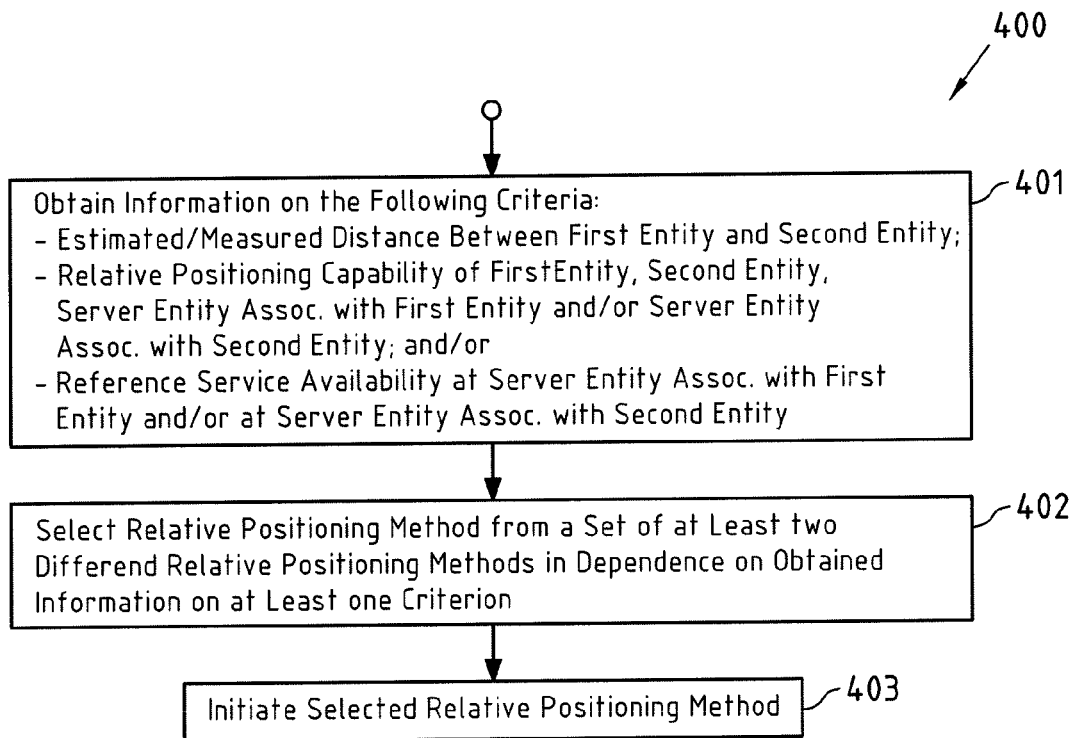 400
401
Obtain Information on the Following Criteria:
- Estimated/Measured Distance Between First Entity and Second Entity;
- Relative Positioning Capability of FirstEntity, Second Entity,
Server Entity Assoc. with First Entity and/or Server Entity
Assoc. with Second Entity; and/or
- Reference Service Availability at Server Entity Assoc. with First
Entity and/or at Server Entity Assoc. with Second Entity
402
Select Relative Positioning Method from a Set of at Least two
Differend Relative Positioning Methods in Dependence on Obtained
Information on at Least one Criterion
403
Initiate Selected Relative Positioning Method